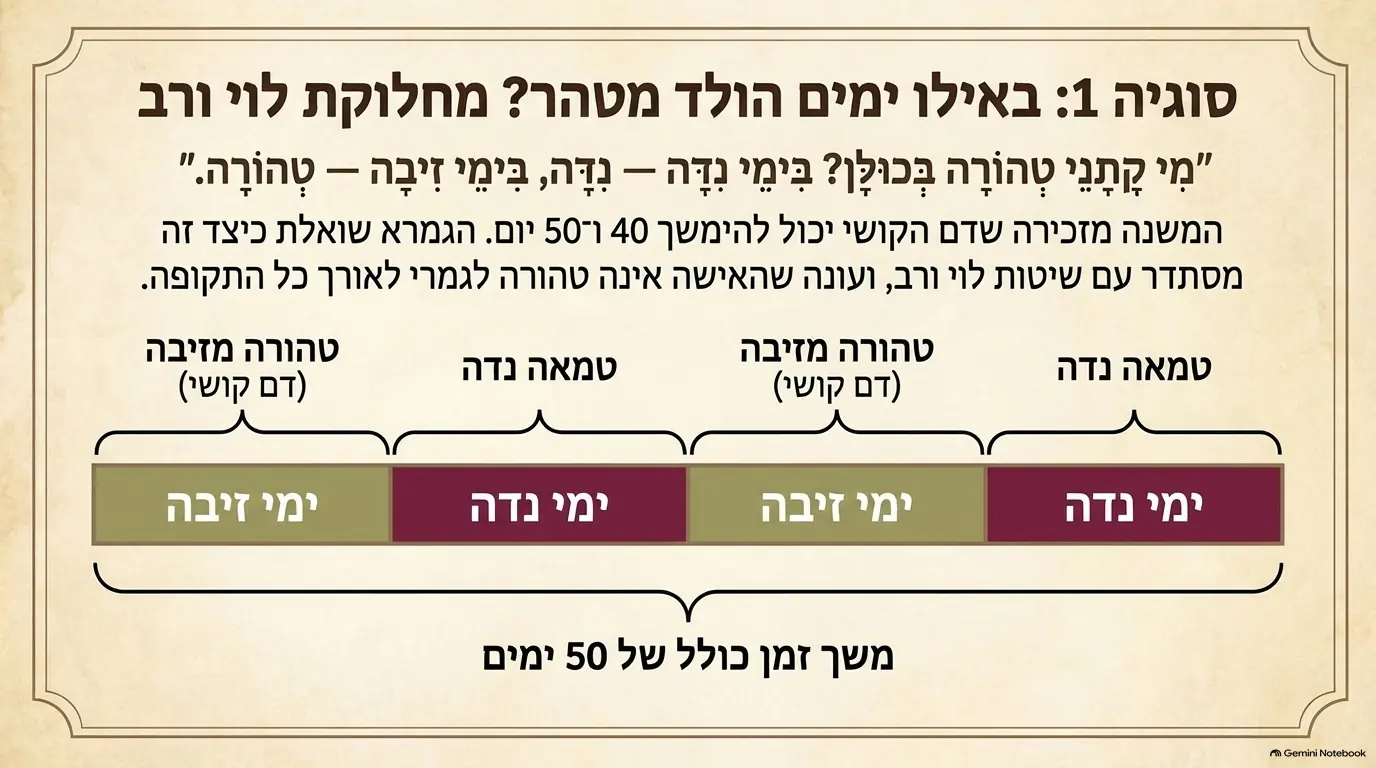 סוגיה 1: באילו ימים הולד מטהר? מחלוקת לוי ורב
"מִי קָתָנֵי טְהוֹרָה בְּכוּלָּן? בִּימֵי נִדָּה — נִדָּה, בִּימֵי זִיבָה — טְהוֹרָה."
המשנה מזכירה שדם הקושי יכול להימשך 40 ו־50 יום. הגמרא שואלת כיצד זה
מסתדר עם שיטות לוי ורב, ועונה שהאישה אינה טהורה לגמרי לאורך כל התקופה.
טמאה נדה
טהורה מזיבה
(דם קושי)
טמאה נדה
טהורה מזיבה
(דם קושי)
ימי נדה
ימי זיבה
ימי נדה
ימי זיבה
משך זמן כולל של 50 ימים
Gemini Notebook